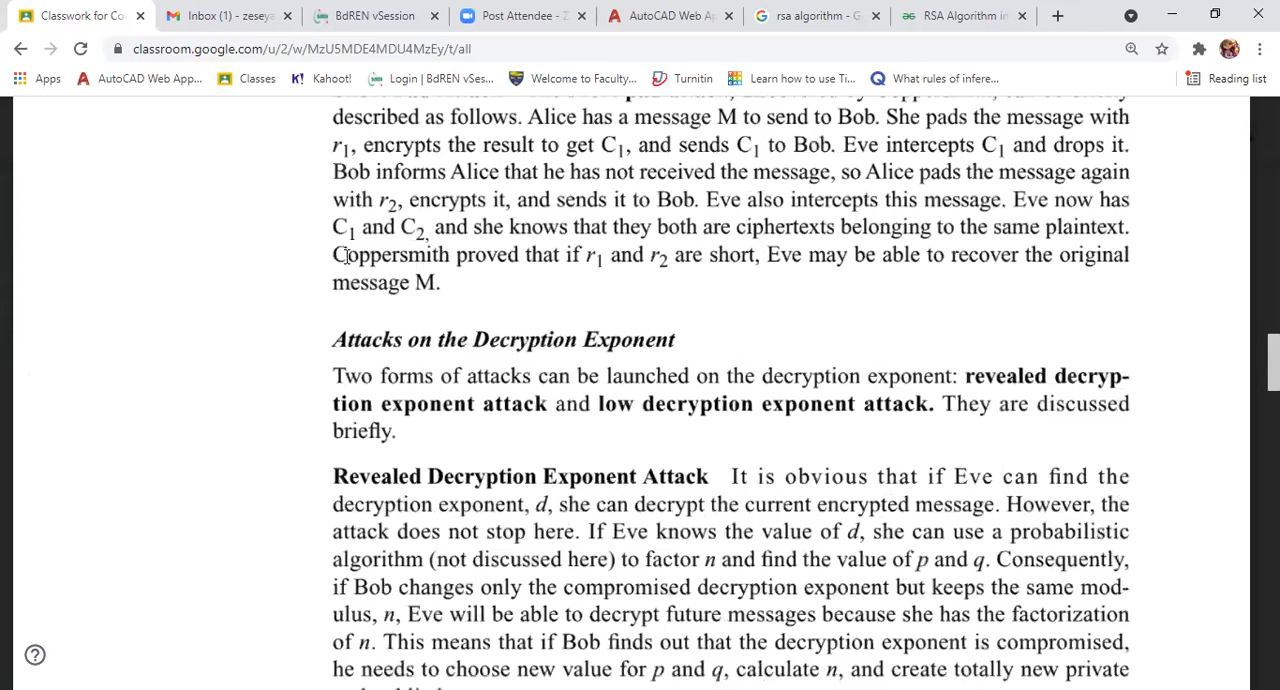 Classwork for Co
Inbox (1) - zeseya
BdREN vSession
Post Attendee - Z
AutoCAD Web Ap
rsa algorithm - G
RSA Algorithm in
classroom.google.com/u/2/w/MzU5MDE4MDU4MzEy/t/all
Apps
AutoCAD Web App...
Classes
K! Kahoot!
Login | BdREN vSes...
Welcome to Faculty...
Turnitin
Learn how to use Ti...
What rules of infere...
Reading list
described as follows. Alice has a message M to send to Bob. She pads the message with
r1, encrypts the result to get C1, and sends C1 to Bob. Eve intercepts C1 and drops it.
Bob informs Alice that he has not received the message, so Alice pads the message again
with r2, encrypts it, and sends it to Bob. Eve also intercepts this message. Eve now has
C1 and C2, and she knows that they both are ciphertexts belonging to the same plaintext.
Coppersmith proved that if r1 and r2 are short, Eve may be able to recover the original
message M.
Attacks on the Decryption Exponent
Two forms of attacks can be launched on the decryption exponent: revealed decryp-
tion exponent attack and low decryption exponent attack. They are discussed
briefly.
Revealed Decryption Exponent Attack It is obvious that if Eve can find the
decryption exponent, d, she can decrypt the current encrypted message. However, the
attack does not stop here. If Eve knows the value of d, she can use a probabilistic
algorithm (not discussed here) to factor n and find the value of p and q. Consequently,
if Bob changes only the compromised decryption exponent but keeps the same mod-
ulus, n, Eve will be able to decrypt future messages because she has the factorization
of n. This means that if Bob finds out that the decryption exponent is compromised,
he needs to choose new value for p and q, calculate n, and create totally new private